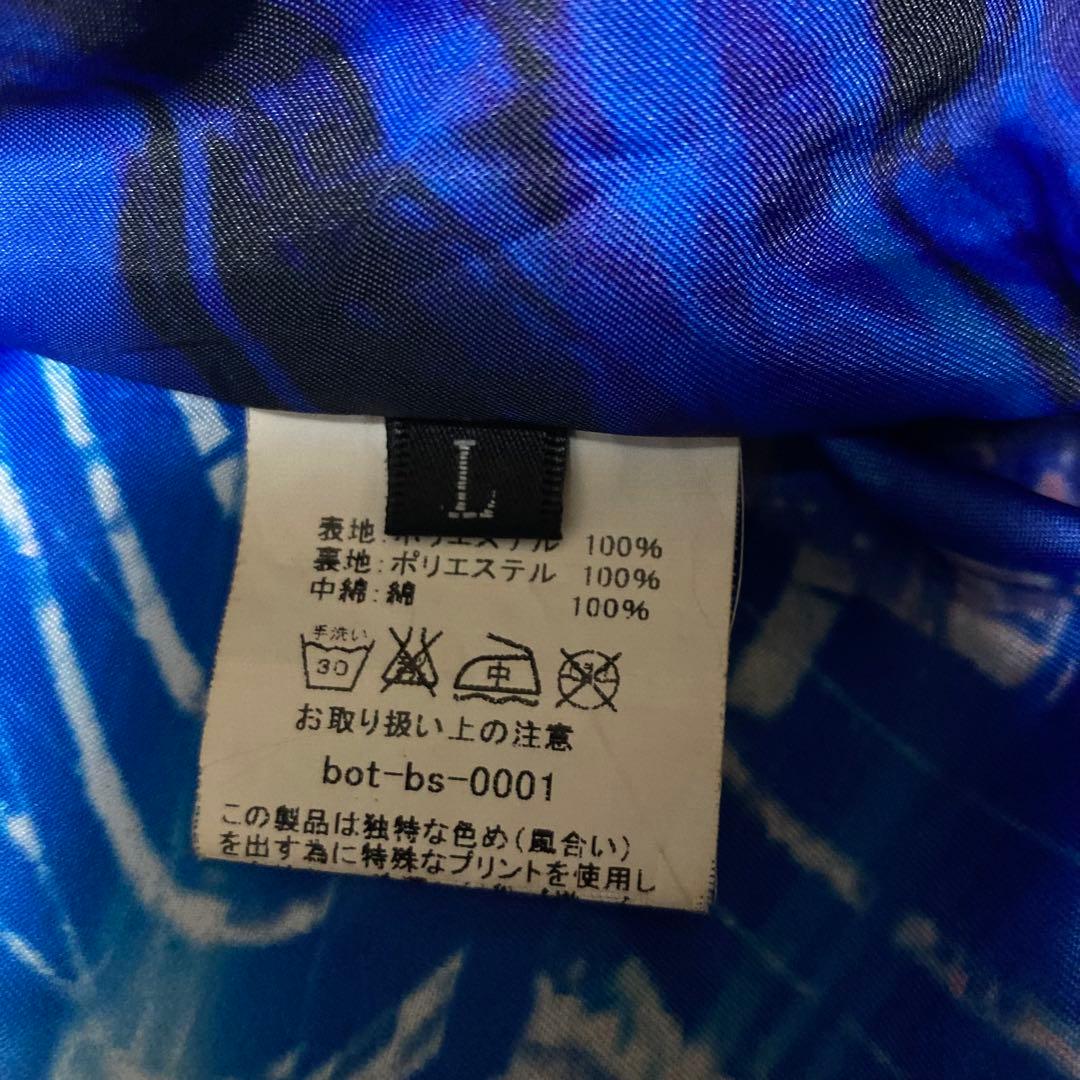 L
表地:ポリエステル 100%
裏地:ポリエステル 100%
中綿:綿 100%
手洗い
30
中
お取り扱い上の注意
bot-bs-0001
この製品は独特な色め(風合い)
を出す為に特殊なプリントを使用し